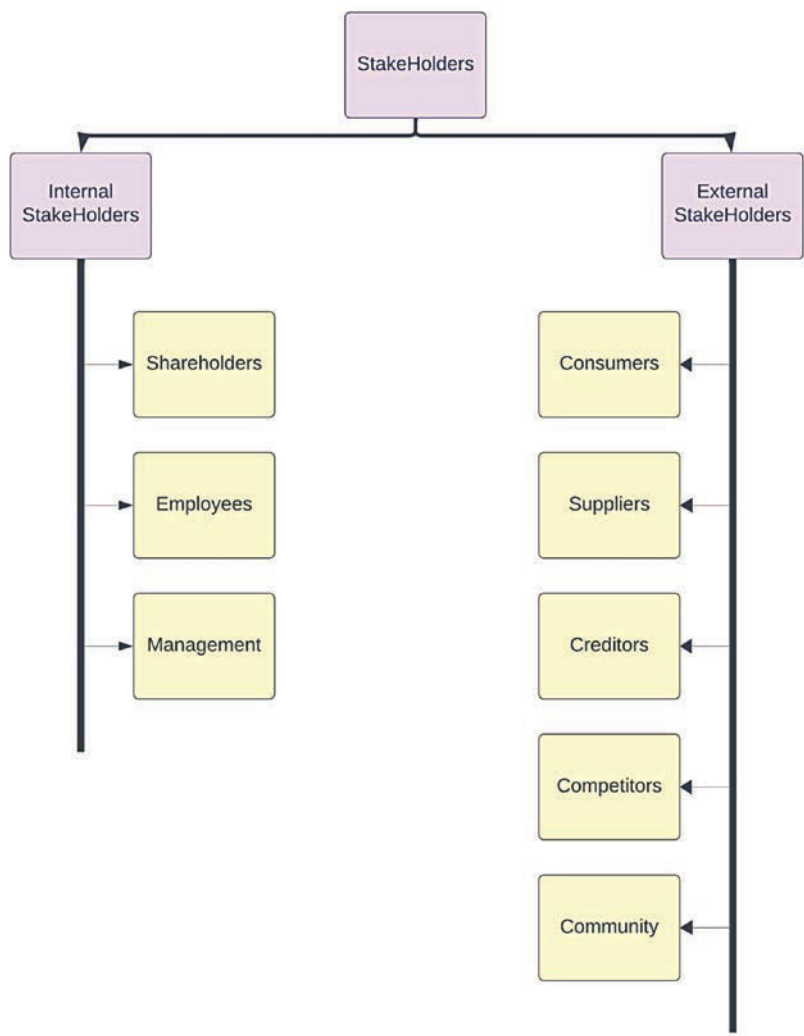 StakeHolders
Internal
StakeHolders
External
StakeHolders
Shareholders
Consumers
Employees
Suppliers
Management
Creditors
Competitors
Community